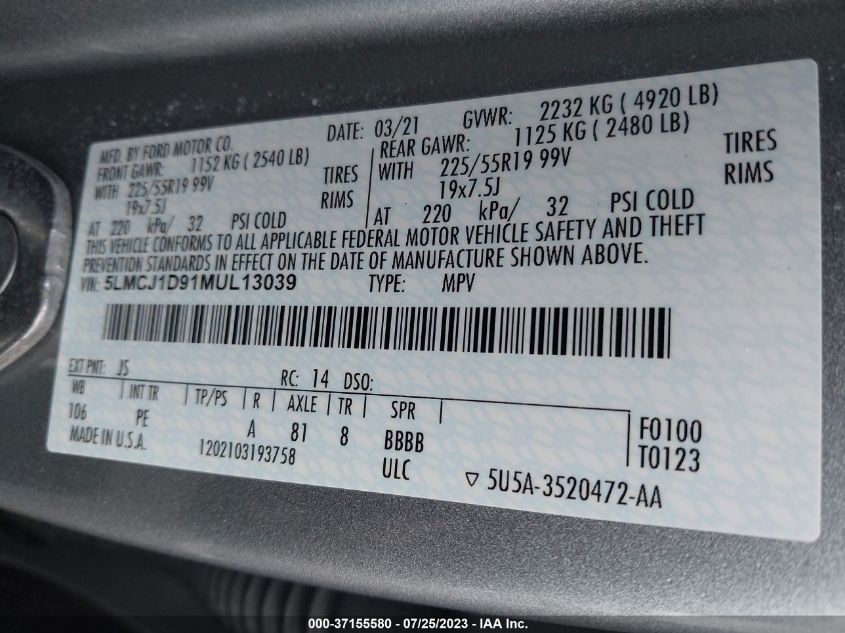 MFD. BY FORD MOTOR CO. DATE: 03/21 GVWR: 2232 KG ( 4920 LB)
FRONT GAWR: 1152 KG ( 2540 LB) REAR GAWR: 1125 KG ( 2480 LB)
WITH 225/55R19 99V TIRES WITH 225/55R19 99V TIRES
19x7.5J RIMS 19x7.5J RIMS
AT 220 kPa/ 32 PSI COLD AT 220 kPa/ 32 PSI COLD
THIS VEHICLE CONFORMS TO ALL APPLICABLE FEDERAL MOTOR VEHICLE SAFETY AND THEFT
PREVENTION STANDARDS IN EFFECT ON THE DATE OF MANUFACTURE SHOWN ABOVE.
VIN: 5LMCJ1D91MUL13039 TYPE: MPV
EXT PNT: JS RC: 14 DSO:
WB INT TR TP/PS R AXLE TR SPR
106 PE A 81 8 BBBB F0100
MADE IN U.S.A. 1202103193758 ULC T0123
▽ 5U5A-3520472-AA
000-37155580 - 07/25/2023 - IAA Inc.